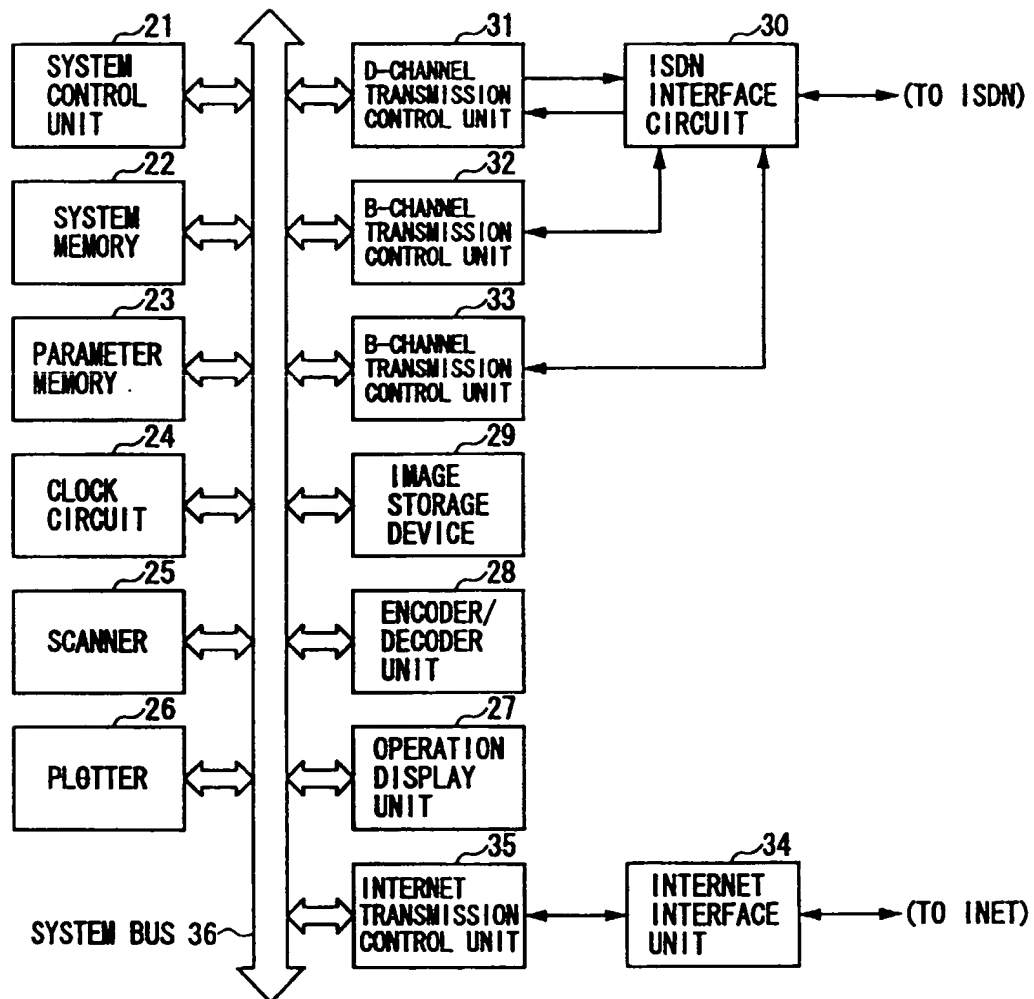 21
SYSTEM
CONTROL
UNIT
31
D-CHANNEL
TRANSMISSION
CONTROL UNIT
30
ISDN
INTERFACE
CIRCUIT
(TO ISDN)
22
SYSTEM
MEMORY
32
B-CHANNEL
TRANSMISSION
CONTROL UNIT
23
PARAMETER
MEMORY
33
B-CHANNEL
TRANSMISSION
CONTROL UNIT
24
CLOCK
CIRCUIT
29
IMAGE
STORAGE
DEVICE
25
SCANNER
28
ENCODER/
DECODER
UNIT
26
PLOTTER
27
OPERATION
DISPLAY
UNIT
35
INTERNET
TRANSMISSION
CONTROL UNIT
34
INTERNET
INTERFACE
UNIT
(TO INET)
SYSTEM BUS 36